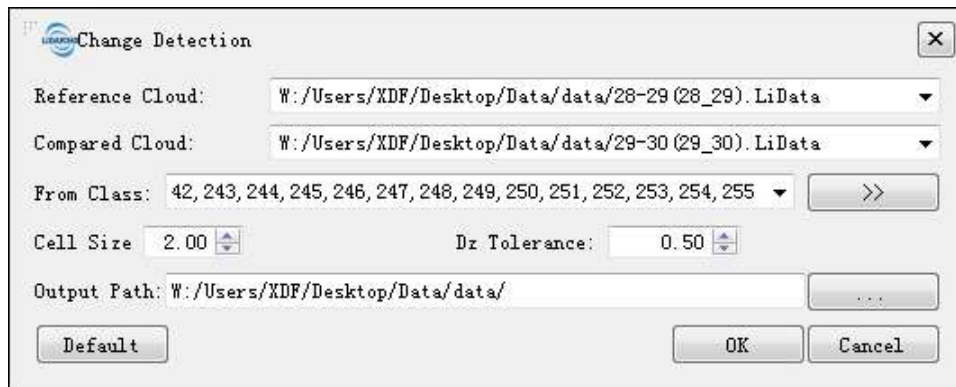 Change Detection
Reference Cloud: W:/Users/XDF/Desktop/Data/data/28-29(28_29).LiData
Compared Cloud: W:/Users/XDF/Desktop/Data/data/29-30(29_30).LiData
From Class: 42, 243, 244, 245, 246, 247, 248, 249, 250, 251, 252, 253, 254, 255 >>
Cell Size 2.00 Dz Tolerance: 0.50
Output Path: W:/Users/XDF/Desktop/Data/data/ ...
Default OK Cancel